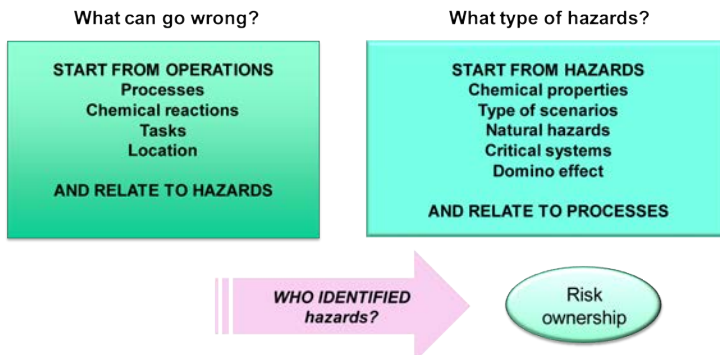 What can go wrong?
START FROM OPERATIONS
Processes
Chemical reactions
Tasks
Location
AND RELATE TO HAZARDS
What type of hazards?
START FROM HAZARDS
Chemical properties
Type of scenarios
Natural hazards
Critical systems
Domino effect
AND RELATE TO PROCESSES
WHO IDENTIFIED
hazards?
Risk
ownership